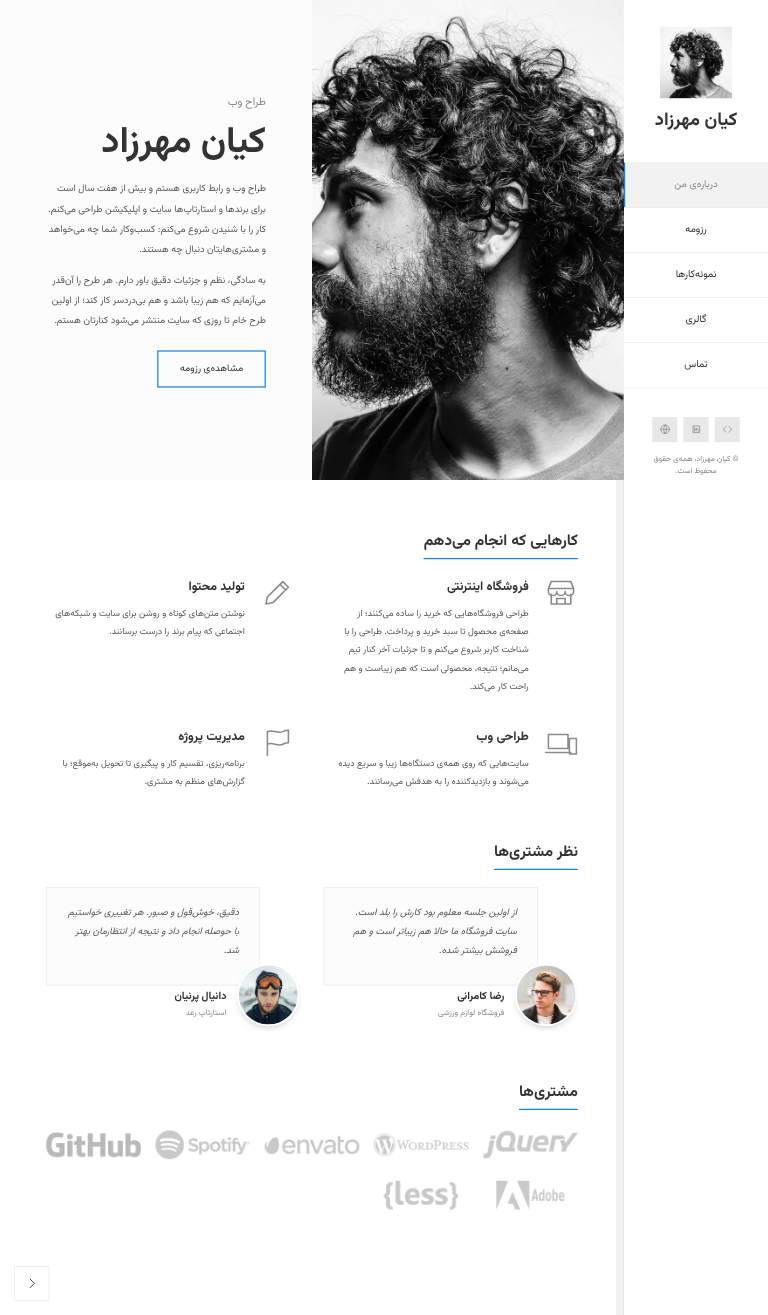 کیان مهرزاد
درباره‌ی من
رزومه
نمونه‌کارها
گالری
تماس
© کیان مهرزاد، همه‌ی حقوق
محفوظ است.
طراح وب
کیان مهرزاد
طراح وب و رابط کاربری هستم و بیش از هفت سال است
برای برندها و استارتاپ‌ها سایت و اپلیکیشن طراحی می‌کنم.
کار را با شنیدن شروع می‌کنم: کسب‌وکار شما چه می‌خواهد
و مشتری‌هایتان دنبال چه هستند.
به سادگی، نظم و جزئیات دقیق باور دارم. هر طرح را آن‌قدر
می‌آزمایم که هم زیبا باشد و هم بی‌دردسر کار کند؛ از اولین
طرح خام تا روزی که سایت منتشر می‌شود کنارتان هستم.
مشاهده‌ی رزومه
کارهایی که انجام می‌دهم
فروشگاه اینترنتی
طراحی فروشگاه‌هایی که خرید را ساده می‌کنند؛ از
صفحه‌ی محصول تا سبد خرید و پرداخت. طراحی را با
شناخت کاربر شروع می‌کنم و تا جزئیات آخر کنار تیم
می‌مانم؛ نتیجه، محصولی است که هم زیباست و هم
راحت کار می‌کند.
تولید محتوا
نوشتن متن‌های کوتاه و روشن برای سایت و شبکه‌های
اجتماعی که پیام برند را درست برسانند.
طراحی وب
سایت‌هایی که روی همه‌ی دستگاه‌ها زیبا و سریع دیده
می‌شوند و بازدیدکننده را به هدفش می‌رسانند.
مدیریت پروژه
برنامه‌ریزی، تقسیم کار و پیگیری تا تحویل به‌موقع؛ با
گزارش‌های منظم به مشتری.
نظر مشتری‌ها
از اولین جلسه معلوم بود کارش را بلد است.
سایت فروشگاه ما حالا هم زیباتر است و هم
فروشش بیشتر شده.
رضا کامرانی
فروشگاه لوازم ورزشی
دقیق، خوش‌قول و صبور. هر تغییری خواستیم
با حوصله انجام داد و نتیجه از انتظارمان بهتر
شد.
دانیال پرنیان
استارتاپ رعد
مشتری‌ها
jQuery
WordPress
envato
Spotify
GitHub
Adobe
{less}